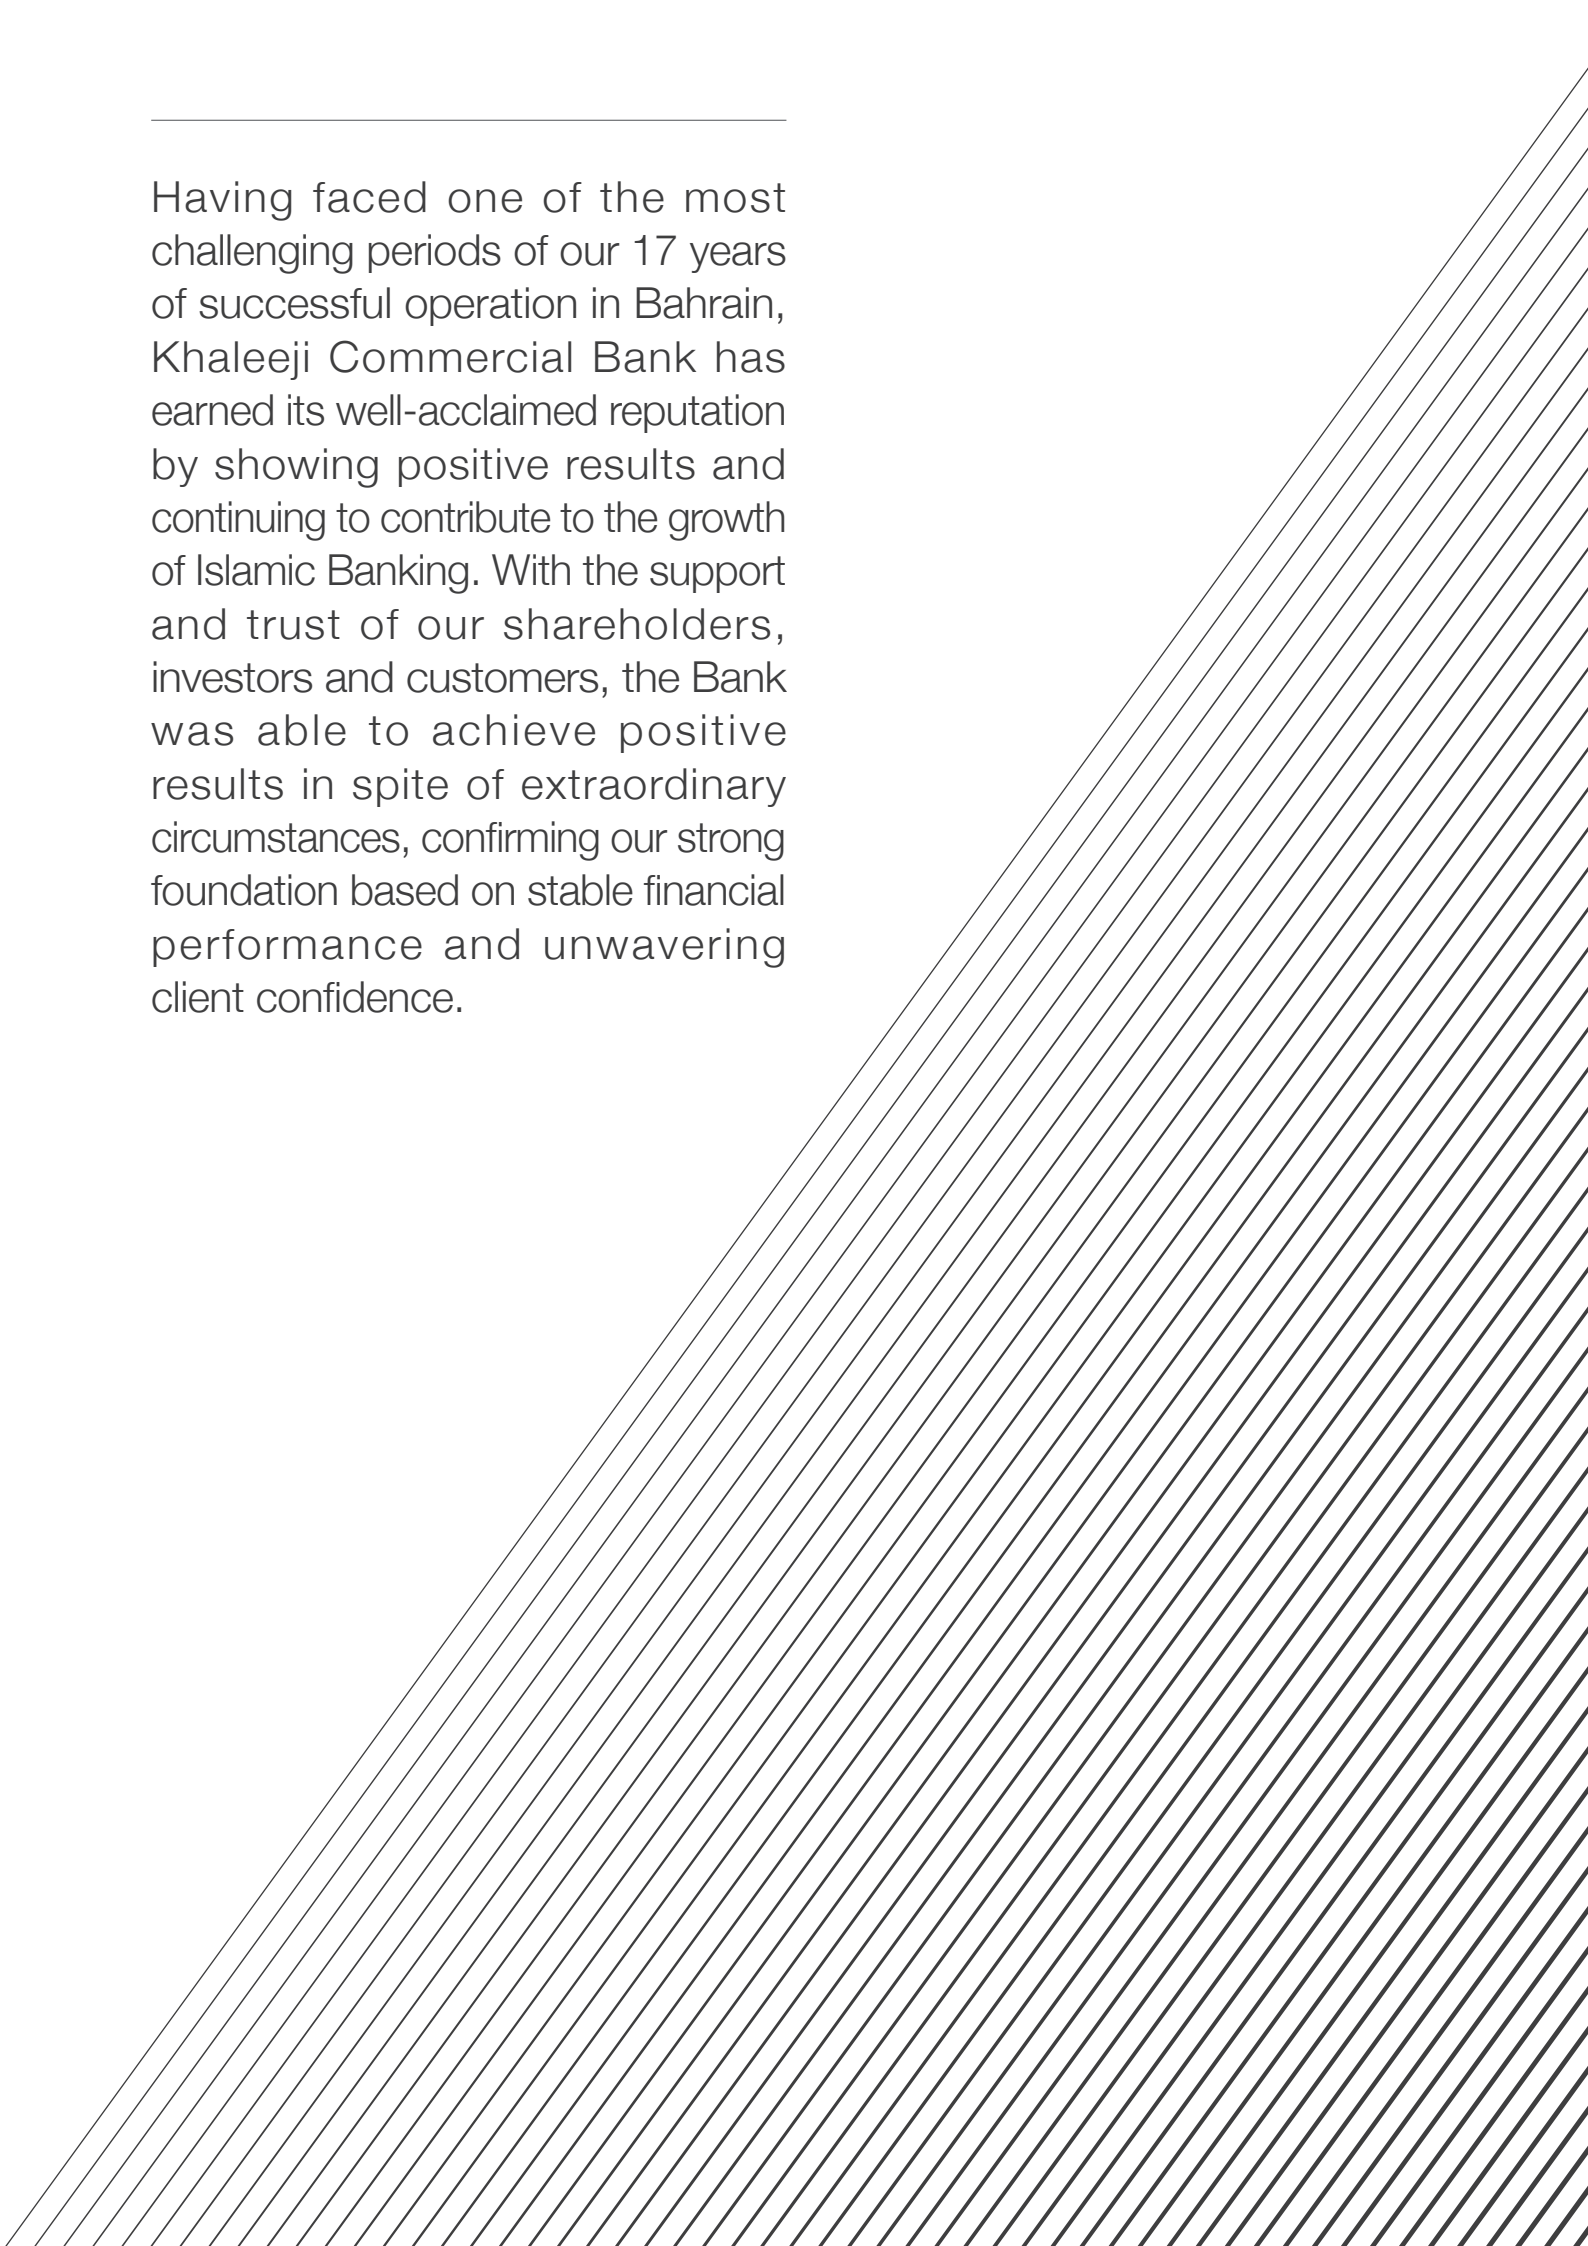 Having faced one of the most
challenging periods of our 17 years
of successful operation in Bahrain,
Khaleeji Commercial Bank has
earned its well-acclaimed reputation
by showing positive results and
continuing to contribute to the growth
of Islamic Banking. With the support
and trust of our shareholders,
investors and customers, the Bank
was able to achieve positive
results in spite of extraordinary
circumstances, confirming our strong
foundation based on stable financial
performance and unwavering
client confidence.